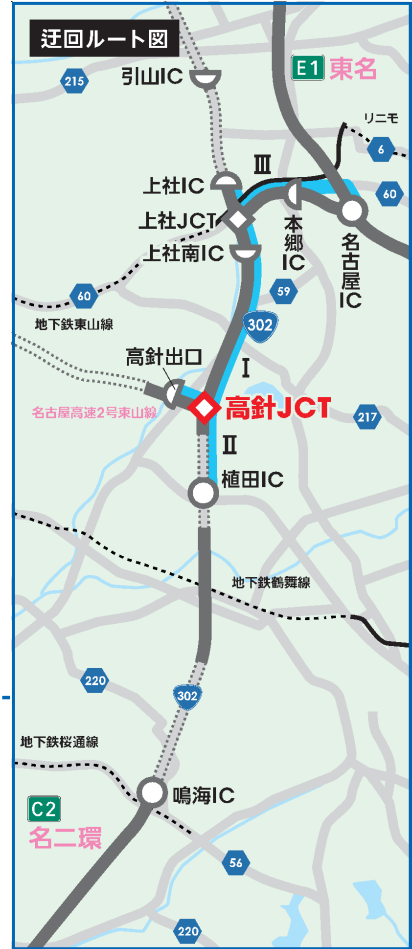 迂回ルート図
E1 東名
引山IC
215
リニモ
6
Ⅲ
上社IC
60
上社JCT
本郷IC
名古屋IC
上社南IC
60
59
地下鉄東山線
302
高針出口
Ⅰ
名古屋高速2号東山線
高針JCT
217
Ⅱ
植田IC
地下鉄鶴舞線
220
302
地下鉄桜通線
鳴海IC
C2
名二環
56
220